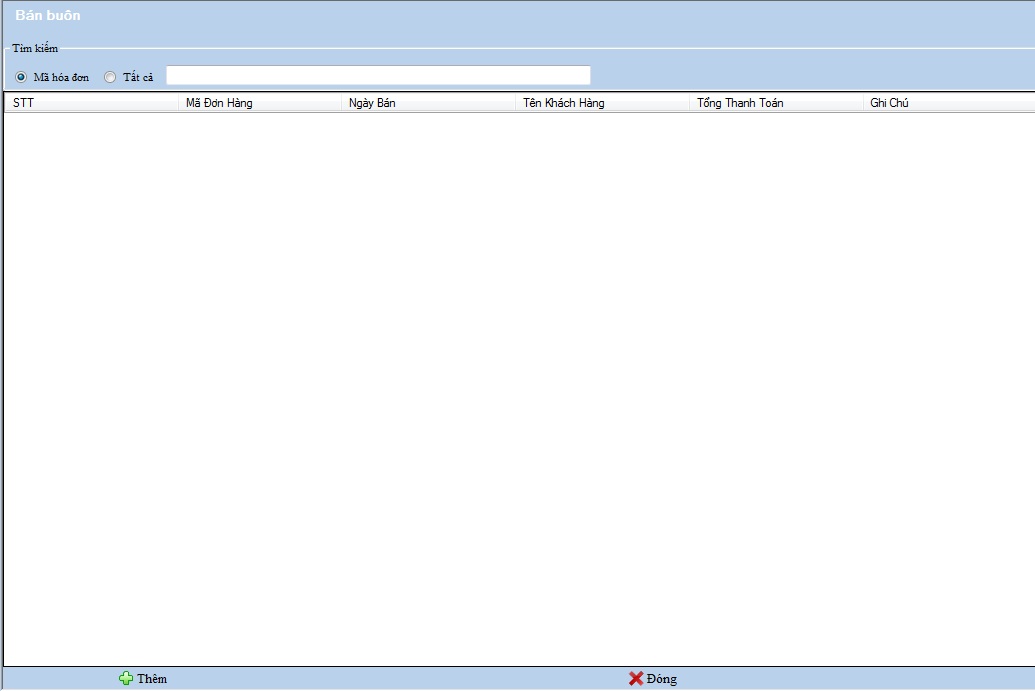 Bán buôn
Tìm kiếm
Mã hóa đơn Tất cả
STT Mã Đơn Hàng Ngày Bán Tên Khách Hàng Tổng Thanh Toán Ghi Chú
Thêm Đóng